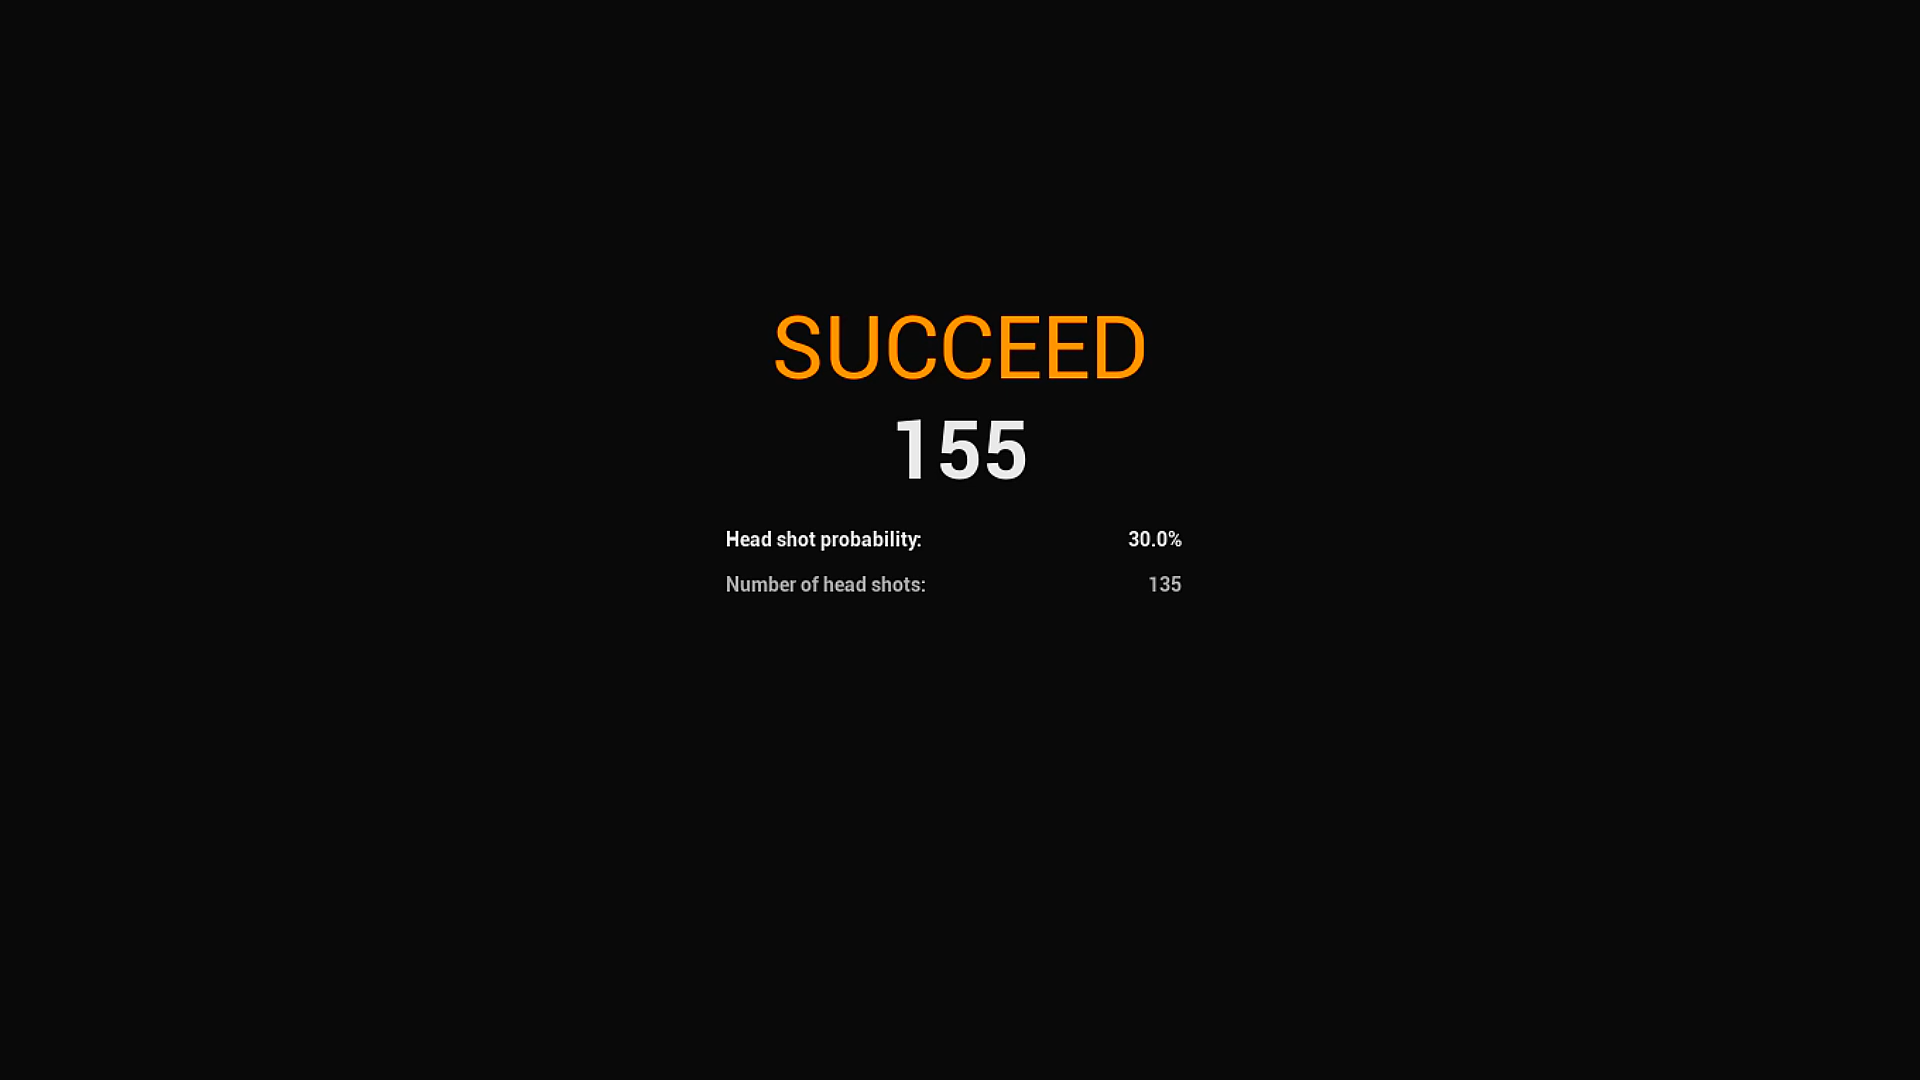 SUCCEED
155
Head shot probability: 30.0%
Number of head shots: 135